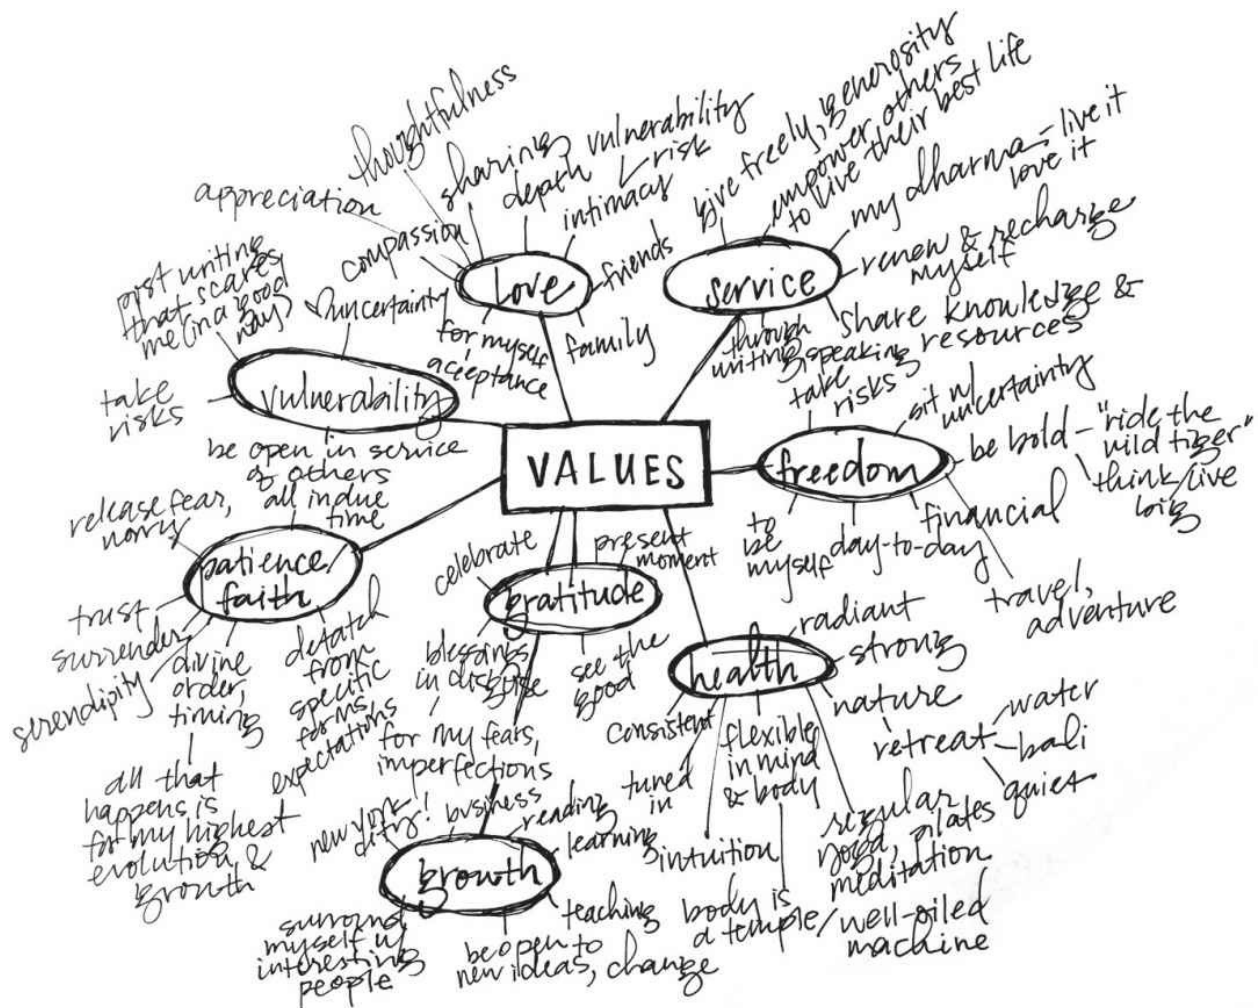 VALUES
love
thoughtfulness
appreciation
compassion
sharing
depth
vulnerability
risk
intimacy
friends
family
for myself
acceptance
service
give freely, generosity
empower others
to live their best life
my dharma - live it
love it
renew & recharge
myself
share knowledge &
resources
through
writing, speaking
freedom
take
risks
sit w/
uncertainty
be bold - "ride the
wild tiger"
think/live
big
financial
travel,
adventure
day-to-day
to
be
myself
health
radiant
strong
nature
retreat
water
bali
quiet
regular
yoga, pilates
meditation
flexible
in mind
& body
body is
a temple/well-oiled
machine
intuition
tuned
in
consistent
gratitude
celebrate
present
moment
see the
good
blessings
in disguise
for my fears,
imperfections
growth
new york
city!
business
reading
learning
teaching
be open to
new ideas, change
surround
myself w/
interesting
people
patience/
faith
all in due
time
release fear,
worry
trust
surrender
serendipity
divine
order,
timing
all that
happens is
for my highest
evolution &
growth
detatch
from
specific
forms,
expectations
vulnerability
post writing
that scares
me (in a good
way)
uncertainty
take
risks
be open in service
of others